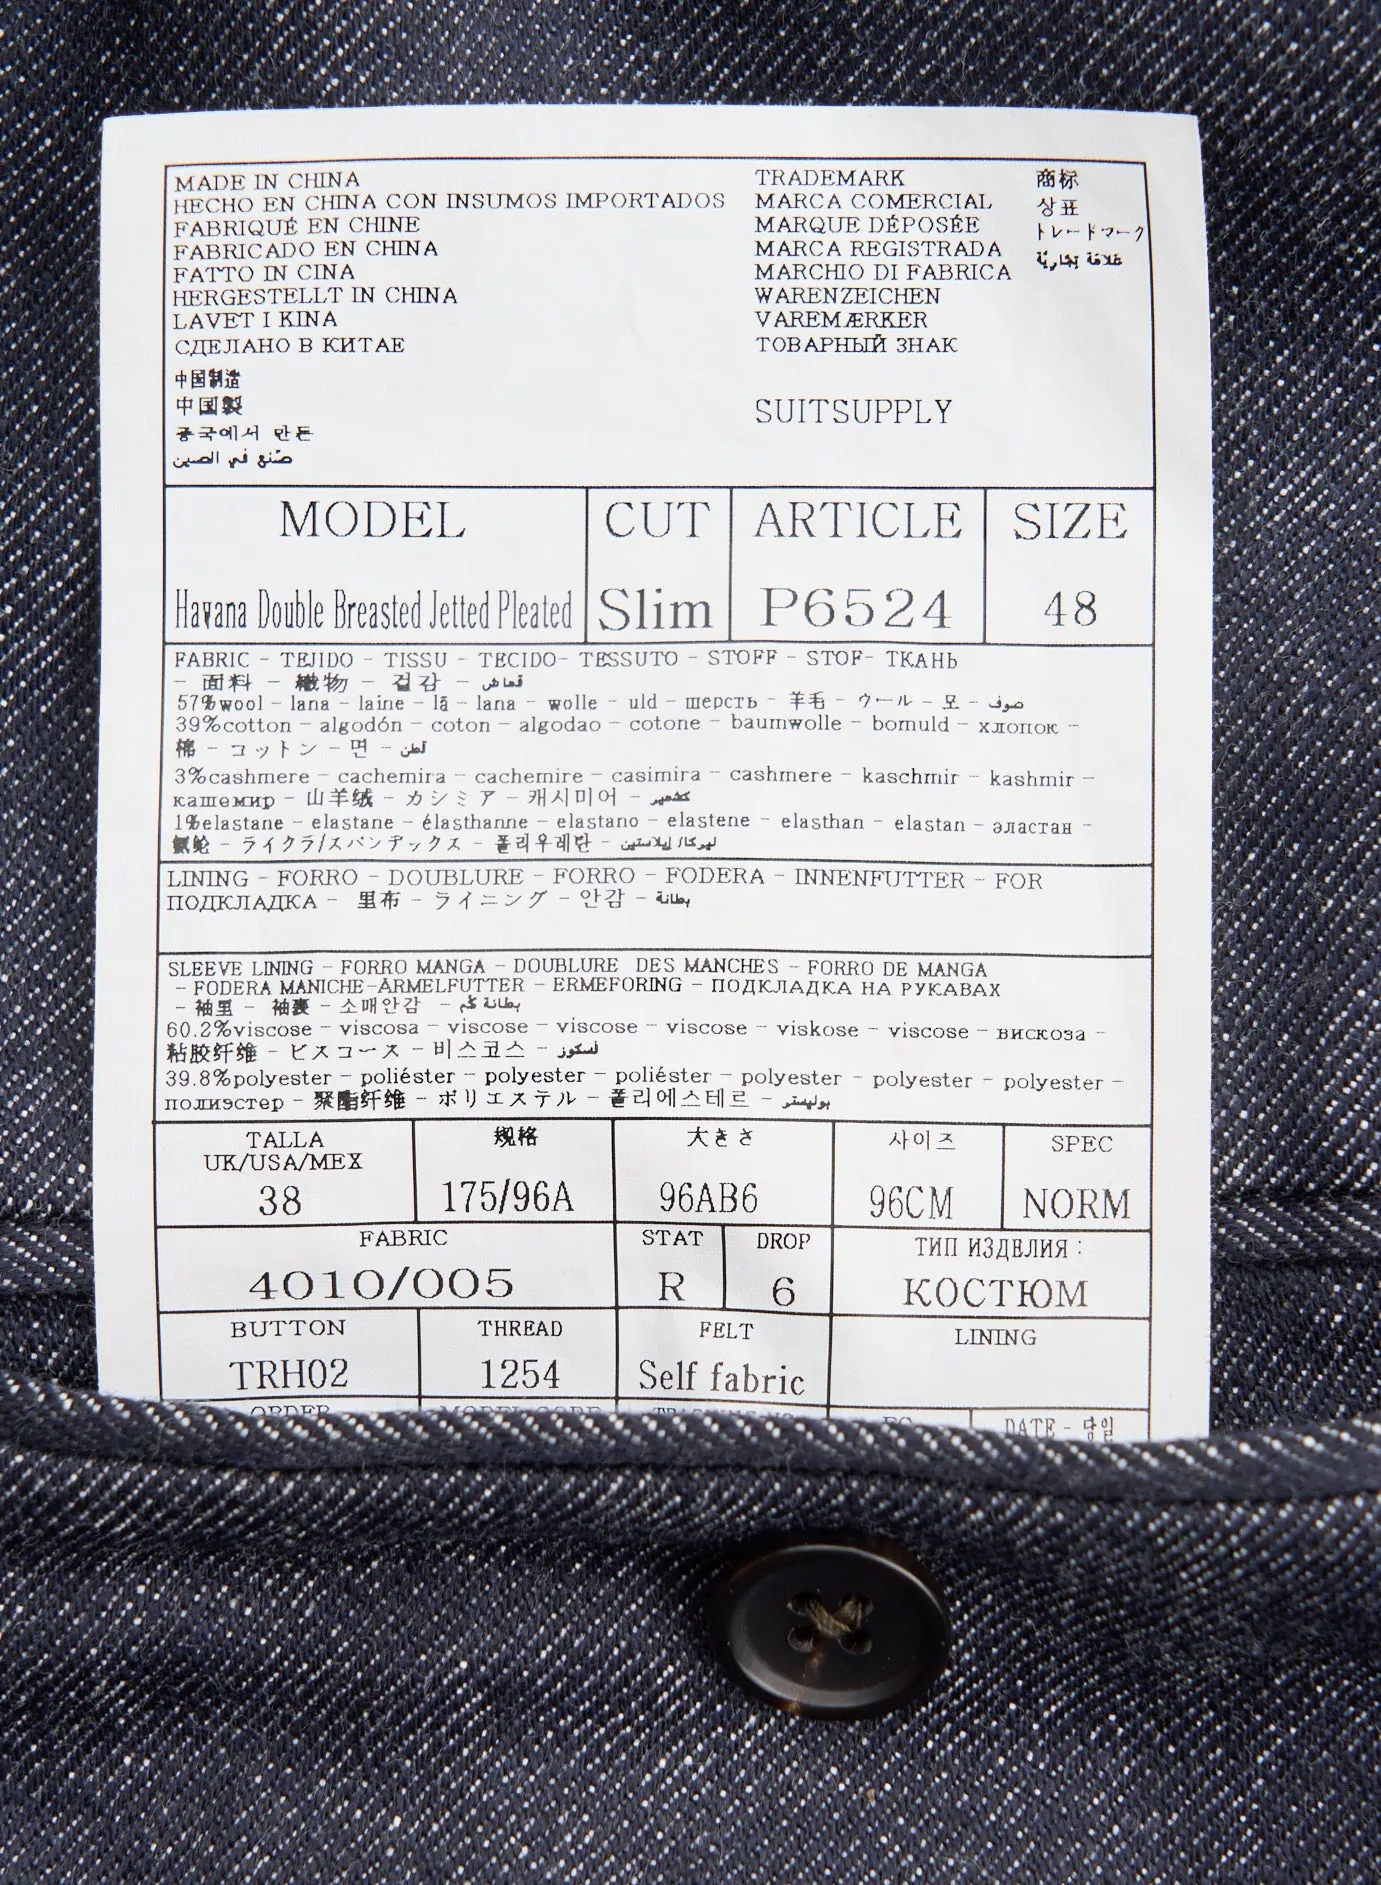 MADE IN CHINA
HECHO EN CHINA CON INSUMOS IMPORTADOS
FABRIQUÉ EN CHINE
FABRICADO EN CHINA
FATTO IN CINA
HERGESTELLT IN CHINA
LAVET I KINA
СДЕЛАНО В КИТАЕ
中国制造
中国製
중국에서 만든
صنع في الصين
TRADEMARK
MARCA COMERCIAL
MARQUE DÉPOSÉE
MARCA REGISTRADA
MARCHIO DI FABRICA
WARENZEICHEN
VAREMÆRKER
ТОВАРНЫЙ ЗНАК
商标
상표
トレードマーク
SUITSUPPLY
MODEL
Havana Double Breasted Jetted Pleated
CUT
Slim
ARTICLE
P6524
SIZE
48
FABRIC - TEJIDO - TISSU - TECIDO- TESSUTO - STOFF - STOF- ТКАНЬ
- 面料 - 織物 - 겉감 - قماش
57%wool - lana - laine - lã - lana - wolle - uld - шерсть - 羊毛 - ウール - 모 - صوف
39%cotton - algodón - coton - algodao - cotone - baumwolle - bomuld - хлопок -
棉 - コットン - 면 - قطن
3%cashmere - cachemira - cachemire - casimira - cashmere - kaschmir - kashmir -
кашемир - 山羊绒 - カシミア - 캐시미어 - كشمير
1%elastane - elastane - élasthanne - elastano - elastene - elasthan - elastan - эластан -
氨纶 - ライクラ/スパンデックス - 폴리우레탄 - ليكرا/ إيلاستين
LINING - FORRO - DOUBLURE - FORRO - FODERA - INNENFUTTER - FOR
ПОДКЛАДКА - 里布 - ライニング - 안감 - بطانة
SLEEVE LINING - FORRO MANGA - DOUBLURE DES MANCHES - FORRO DE MANGA
- FODERA MANICHE-ARMELFUTTER - ERMEFORING - ПОДКЛАДКА НА РУКАВАХ
- 袖里 - 袖裏 - 소매안감 - بطانة كم
60.2%viscose - viscosa - viscose - viscose - viscose - viskose - viscose - вискоза -
粘胶纤维 - ビスコース - 비스코스 - فسكوز
39.8%polyester - poliéster - polyester - poliéster - polyester - polyester - polyester -
полиэстер - 聚酯纤维 - ポリエステル - 폴리에스테르 - بوليستر
TALLA
UK/USA/MEX
38
规格
175/96A
大きさ
96AB6
사이즈
96CM
SPEC
NORM
FABRIC
4010/005
STAT
R
DROP
6
ТИП ИЗДЕЛИЯ :
КОСТЮМ
BUTTON
TRH02
THREAD
1254
FELT
Self fabric
LINING
ORDER
MODEL CODE
DATE -